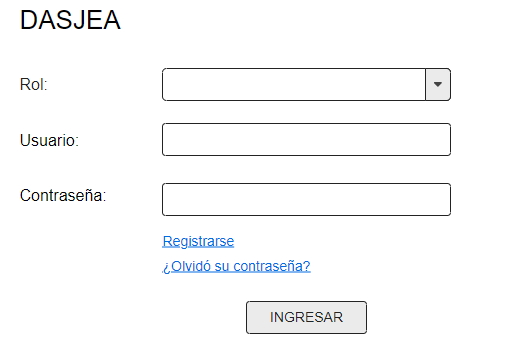 DASJEA
Rol:
Usuario:
Contraseña:
Registrarse
¿Olvidó su contraseña?
INGRESAR